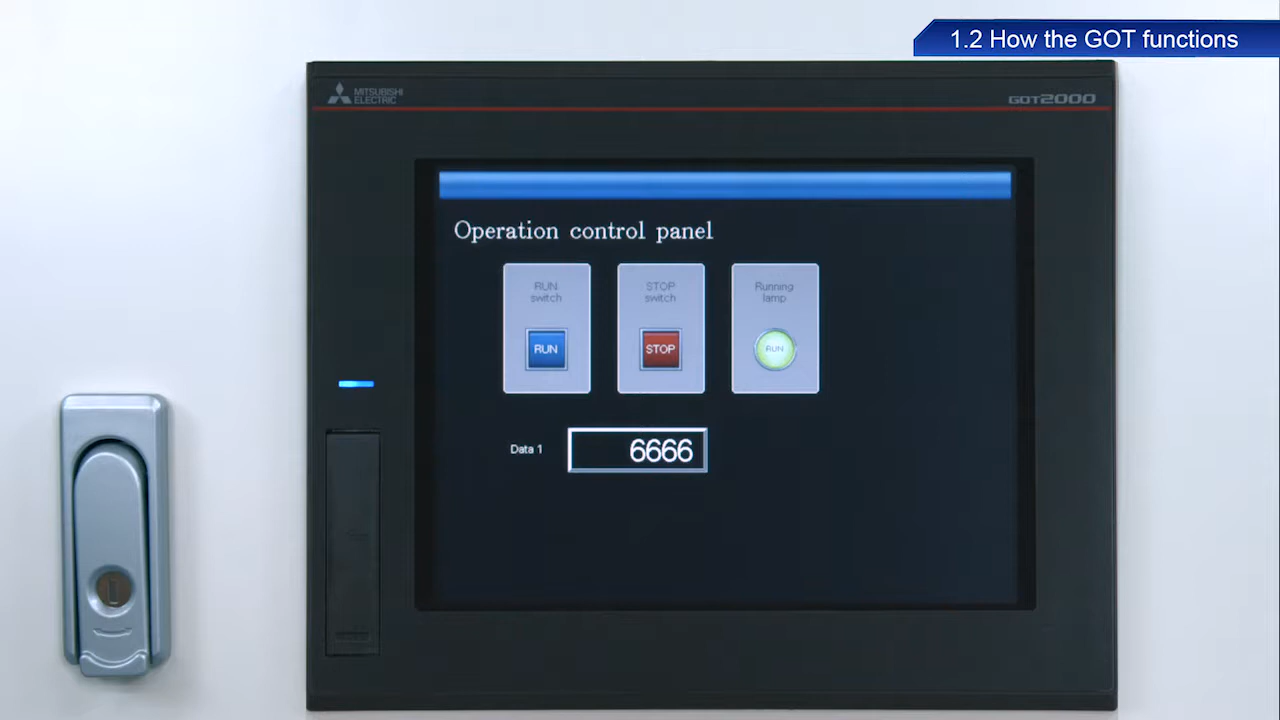 1.2 How the GOT functions
MITSUBISHI
ELECTRIC
GOT2000
Operation control panel
RUN
switch
STOP
switch
Running
lamp
RUN
STOP
RUN
Data 1
6666